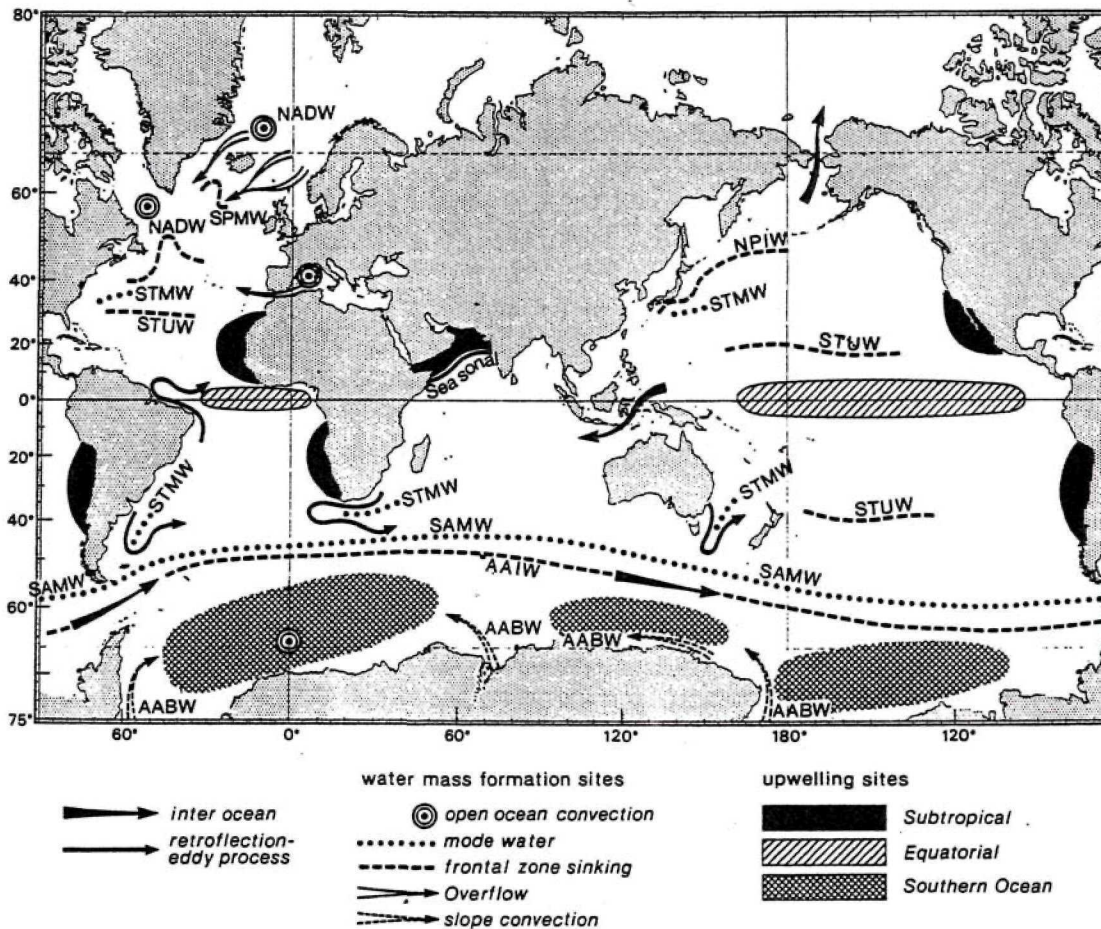 80°
60°
40°
20°
0°
20°
40°
60°
75°
NADW
NADW
SPMW
STMW
STUW
NPIW
STMW
STUW
Seasonal
STMW
STMW
STMW
STUW
SAMW
SAMW
AAIW
SAMW
AABW
AABW
AABW
AABW
60° 0° 60° 120° 180° 120°
inter ocean
retroflection-
eddy process
water mass formation sites
open ocean convection
mode water
frontal zone sinking
Overflow
slope convection
upwelling sites
Subtropical
Equatorial
Southern Ocean